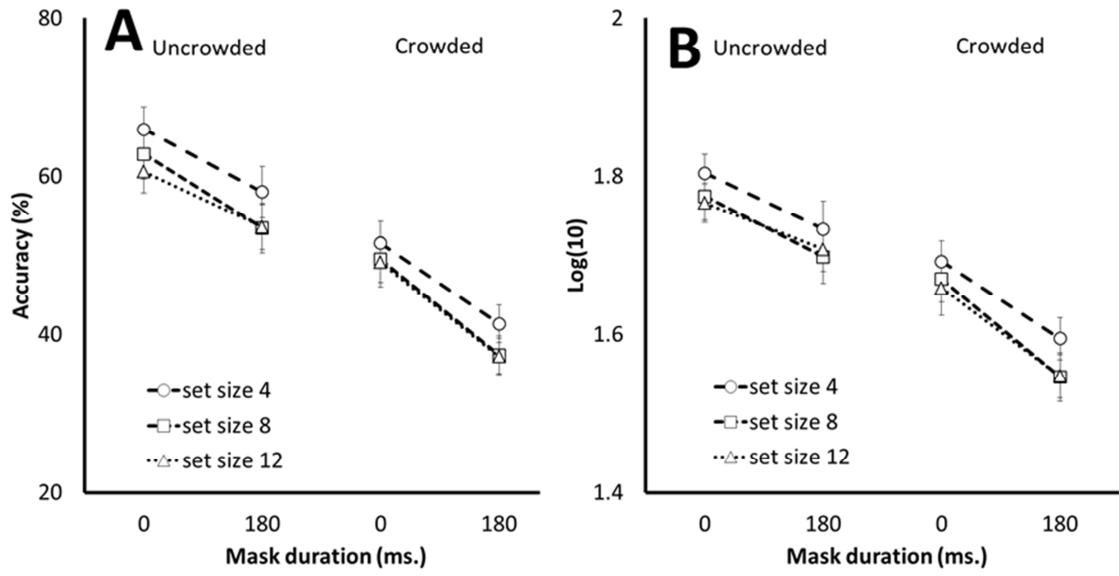 A
Uncrowded
Crowded
Accuracy (%)
80
60
40
20
set size 4
set size 8
set size 12
0
180
0
180
Mask duration (ms.)
B
Uncrowded
Crowded
Log(10)
2
1.8
1.6
1.4
set size 4
set size 8
set size 12
0
180
0
180
Mask duration (ms.)